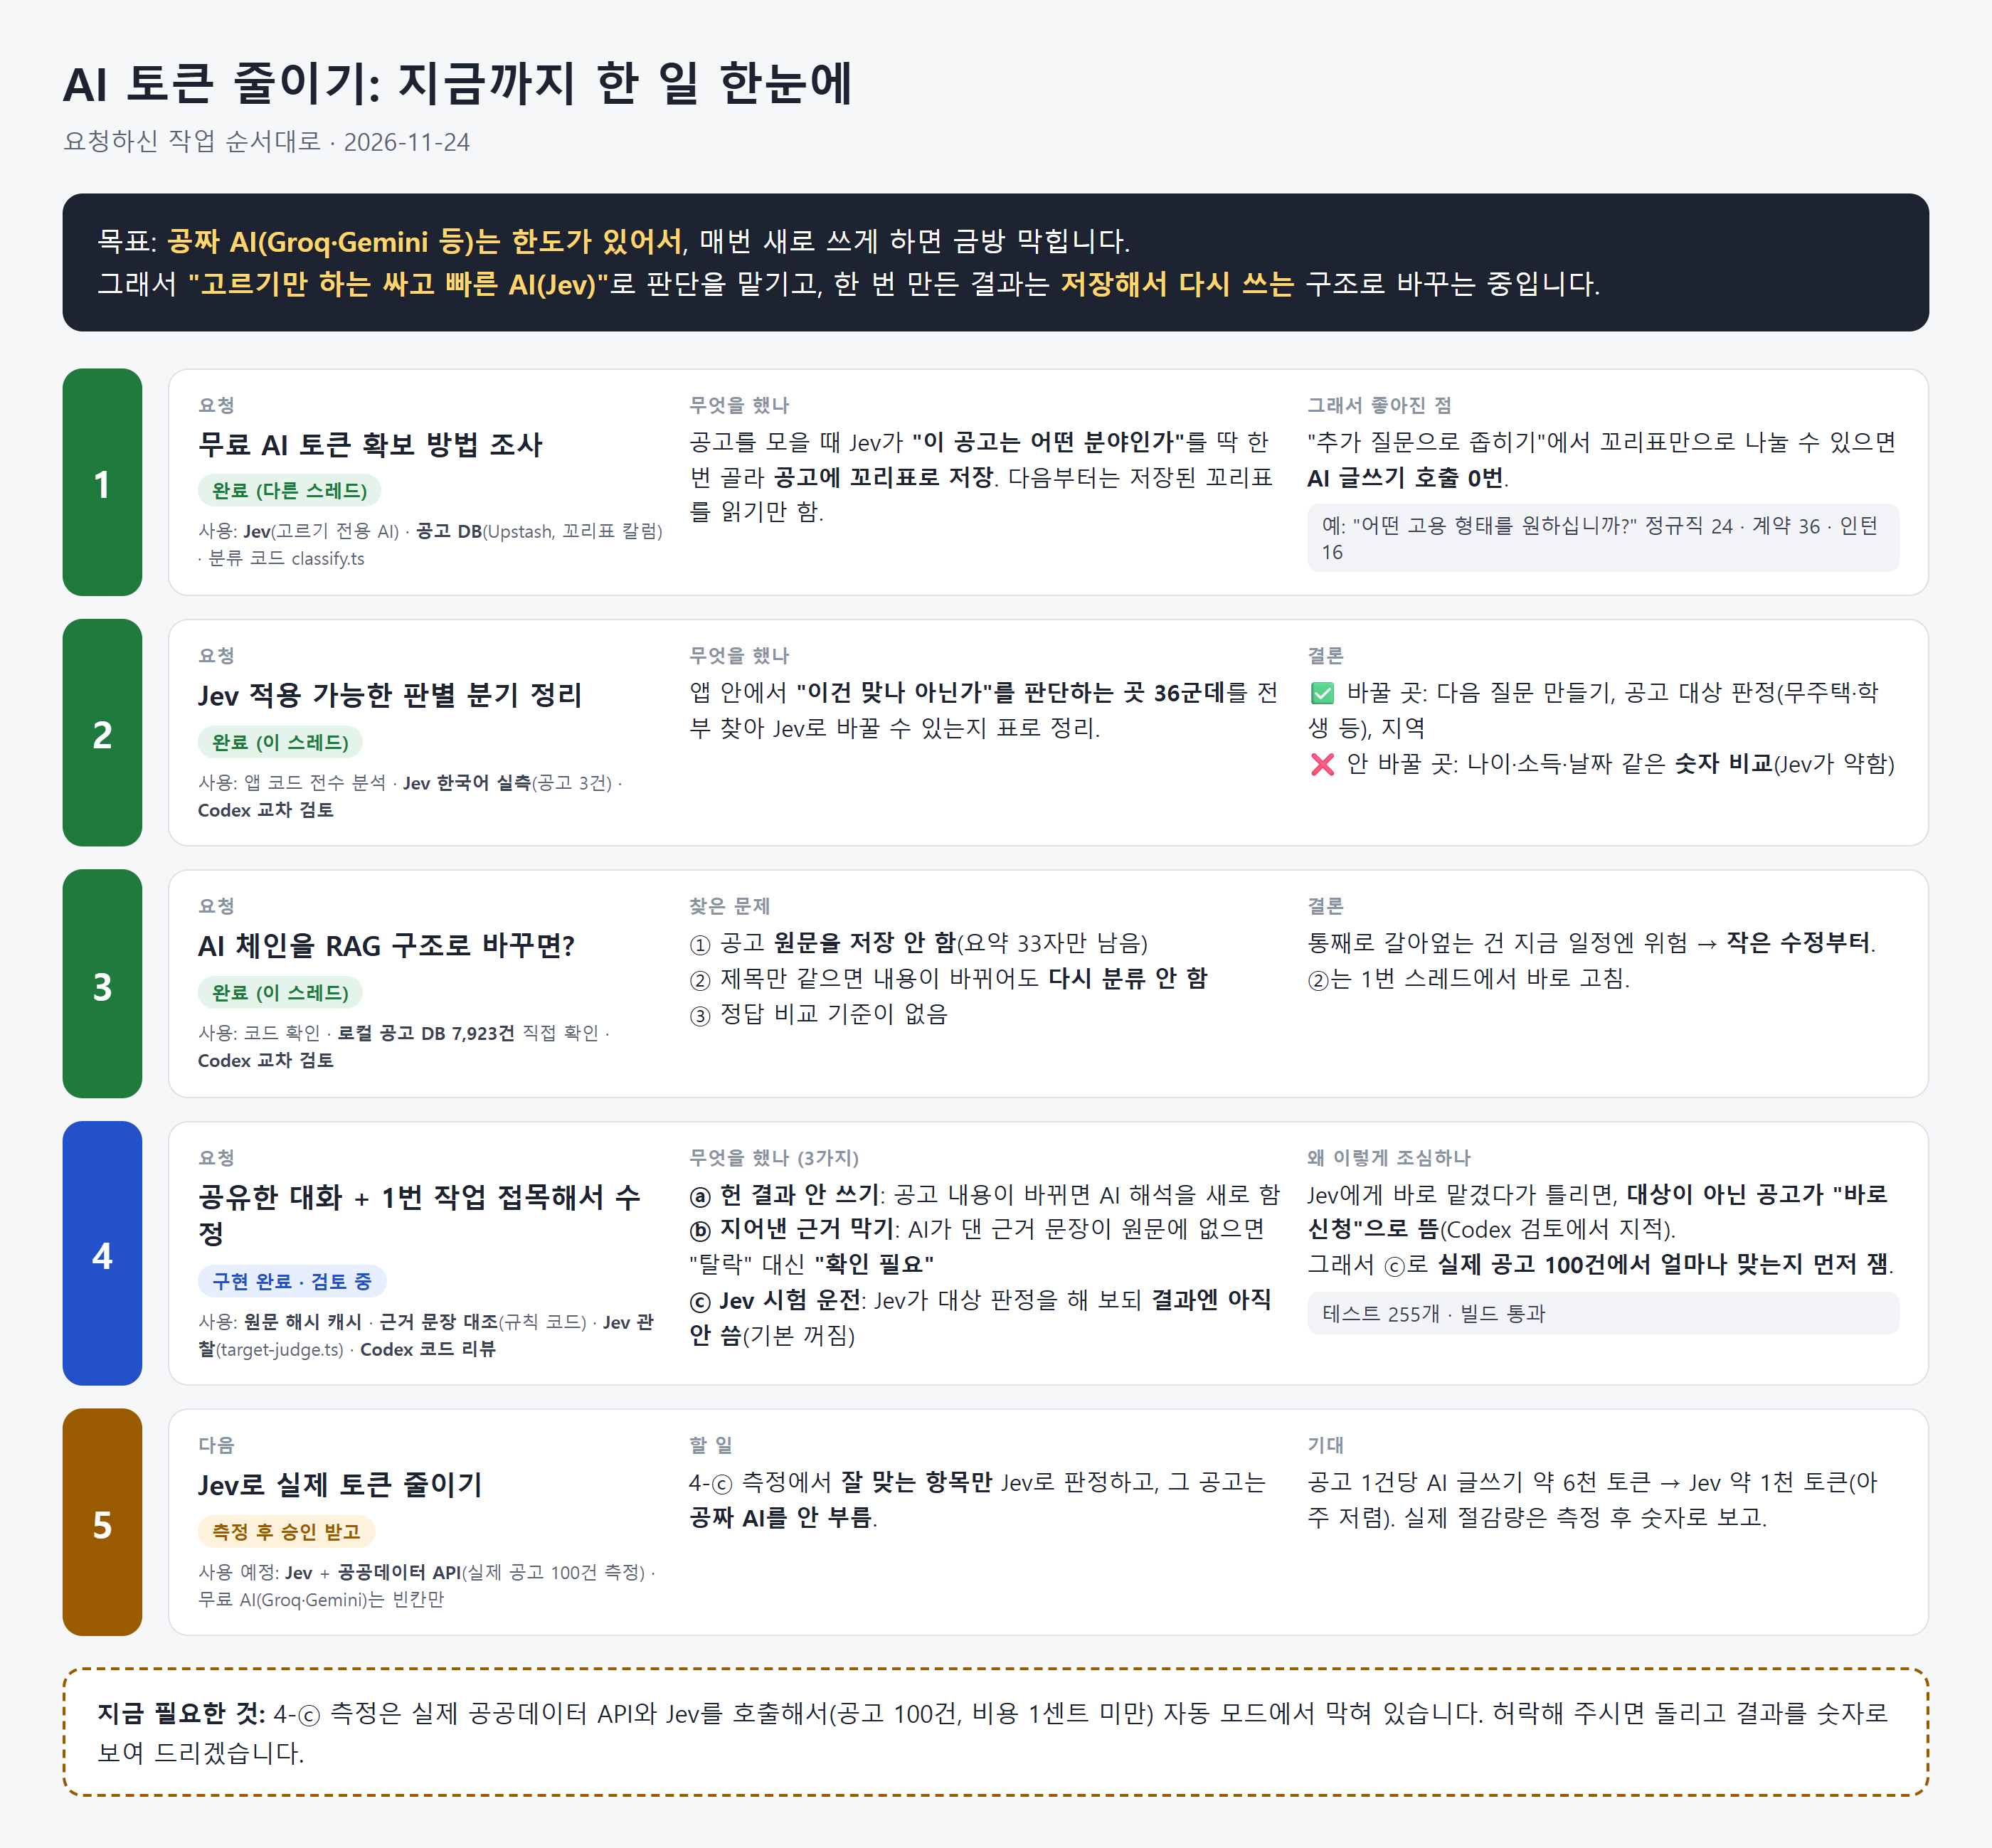 AI 토큰 줄이기: 지금까지 한 일 한눈에
요청하신 작업 순서대로 · 2026-11-24
목표: 공짜 AI(Groq·Gemini 등)는 한도가 있어서, 매번 새로 쓰게 하면 금방 막힙니다.
그래서 "고르기만 하는 싸고 빠른 AI(Jev)"로 판단을 맡기고, 한 번 만든 결과는 저장해서 다시 쓰는 구조로 바꾸는 중입니다.
1
요청
무료 AI 토큰 확보 방법 조사
완료 (다른 스레드)
사용: Jev(고르기 전용 AI) · 공고 DB(Upstash, 꼬리표 칼럼)
· 분류 코드 classify.ts
무엇을 했나
공고를 모을 때 Jev가 "이 공고는 어떤 분야인가"를 딱 한
번 골라 공고에 꼬리표로 저장. 다음부터는 저장된 꼬리표
를 읽기만 함.
그래서 좋아진 점
"추가 질문으로 좁히기"에서 꼬리표만으로 나눌 수 있으면
AI 글쓰기 호출 0번.
예: "어떤 고용 형태를 원하십니까?" 정규직 24 · 계약 36 · 인턴
16
2
요청
Jev 적용 가능한 판별 분기 정리
완료 (이 스레드)
사용: 앱 코드 전수 분석 · Jev 한국어 실측(공고 3건) ·
Codex 교차 검토
무엇을 했나
앱 안에서 "이건 맞나 아닌가"를 판단하는 곳 36군데를 전
부 찾아 Jev로 바꿀 수 있는지 표로 정리.
결론
✅ 바꿀 곳: 다음 질문 만들기, 공고 대상 판정(무주택·학
생 등), 지역
❌ 안 바꿀 곳: 나이·소득·날짜 같은 숫자 비교(Jev가 약함)
3
요청
AI 체인을 RAG 구조로 바꾸면?
완료 (이 스레드)
사용: 코드 확인 · 로컬 공고 DB 7,923건 직접 확인 ·
Codex 교차 검토
찾은 문제
① 공고 원문을 저장 안 함(요약 33자만 남음)
② 제목만 같으면 내용이 바뀌어도 다시 분류 안 함
③ 정답 비교 기준이 없음
결론
통째로 갈아엎는 건 지금 일정엔 위험 → 작은 수정부터.
②는 1번 스레드에서 바로 고침.
4
요청
공유한 대화 + 1번 작업 접목해서 수
정
구현 완료 · 검토 중
사용: 원문 해시 캐시 · 근거 문장 대조(규칙 코드) · Jev 관
찰(target-judge.ts) · Codex 코드 리뷰
무엇을 했나 (3가지)
ⓐ 헌 결과 안 쓰기: 공고 내용이 바뀌면 AI 해석을 새로 함
ⓑ 지어낸 근거 막기: AI가 댄 근거 문장이 원문에 없으면
"탈락" 대신 "확인 필요"
ⓒ Jev 시험 운전: Jev가 대상 판정을 해 보되 결과엔 아직
안 씀(기본 꺼짐)
왜 이렇게 조심하나
Jev에게 바로 맡겼다가 틀리면, 대상이 아닌 공고가 "바로
신청"으로 뜸(Codex 검토에서 지적).
그래서 ⓒ로 실제 공고 100건에서 얼마나 맞는지 먼저 잼.
테스트 255개 · 빌드 통과
5
다음
Jev로 실제 토큰 줄이기
측정 후 승인 받고
사용 예정: Jev + 공공데이터 API(실제 공고 100건 측정) ·
무료 AI(Groq·Gemini)는 빈칸만
할 일
4-ⓒ 측정에서 잘 맞는 항목만 Jev로 판정하고, 그 공고는
공짜 AI를 안 부름.
기대
공고 1건당 AI 글쓰기 약 6천 토큰 → Jev 약 1천 토큰(아
주 저렴). 실제 절감량은 측정 후 숫자로 보고.
지금 필요한 것: 4-ⓒ 측정은 실제 공공데이터 API와 Jev를 호출해서(공고 100건, 비용 1센트 미만) 자동 모드에서 막혀 있습니다. 허락해 주시면 돌리고 결과를 숫자로
보여 드리겠습니다.